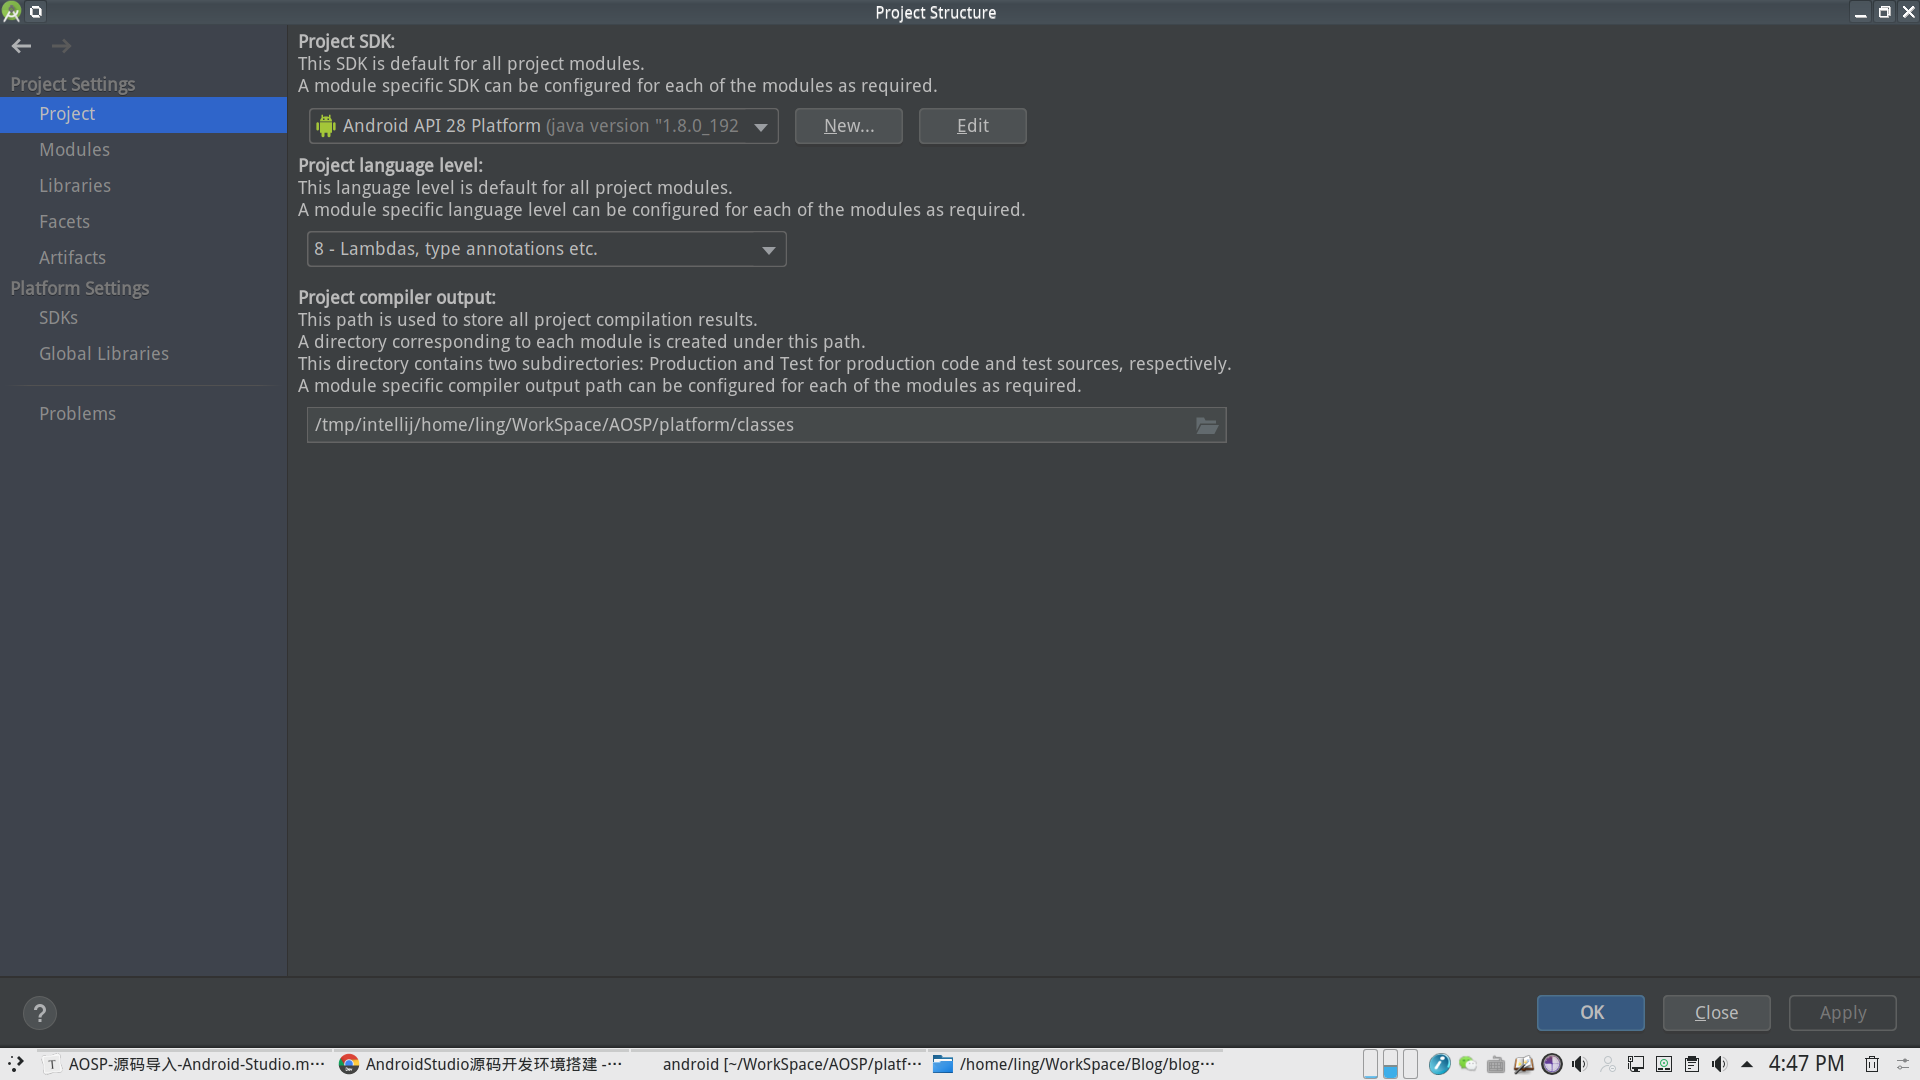 Project Structure
Project Settings
Project
Modules
Libraries
Facets
Artifacts
Platform Settings
SDKs
Global Libraries
Problems
Project SDK:
This SDK is default for all project modules.
A module specific SDK can be configured for each of the modules as required.
Android API 28 Platform (java version "1.8.0_192
New...
Edit
Project language level:
This language level is default for all project modules.
A module specific language level can be configured for each of the modules as required.
8 - Lambdas, type annotations etc.
Project compiler output:
This path is used to store all project compilation results.
A directory corresponding to each module is created under this path.
This directory contains two subdirectories: Production and Test for production code and test sources, respectively.
A module specific compiler output path can be configured for each of the modules as required.
/tmp/intellij/home/ling/WorkSpace/AOSP/platform/classes
?
OK
Close
Apply
T
AOSP-源码导入-Android-Studio.m···
AndroidStudio源码开发环境搭建 -···
android [~/WorkSpace/AOSP/platf···
/home/ling/WorkSpace/Blog/blog···
4:47 PM